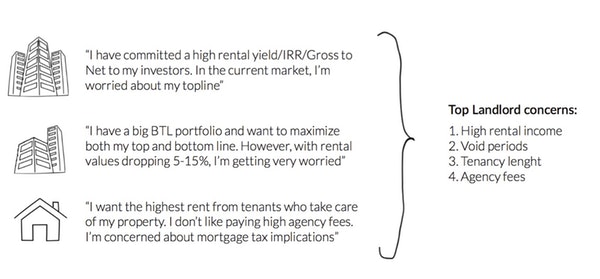 "I have committed a high rental yield/IRR/Gross to
Net to my investors. In the current market, I'm
worried about my topline"
"I have a big BTL portfolio and want to maximize
both my top and bottom line. However, with rental
values dropping 5-15%, I'm getting very worried"
"I want the highest rent from tenants who take care
of my property. I don't like paying high agency fees.
I'm concerned about mortgage tax implications"
Top Landlord concerns:
1. High rental income
2. Void periods
3. Tenancy lenght
4. Agency fees